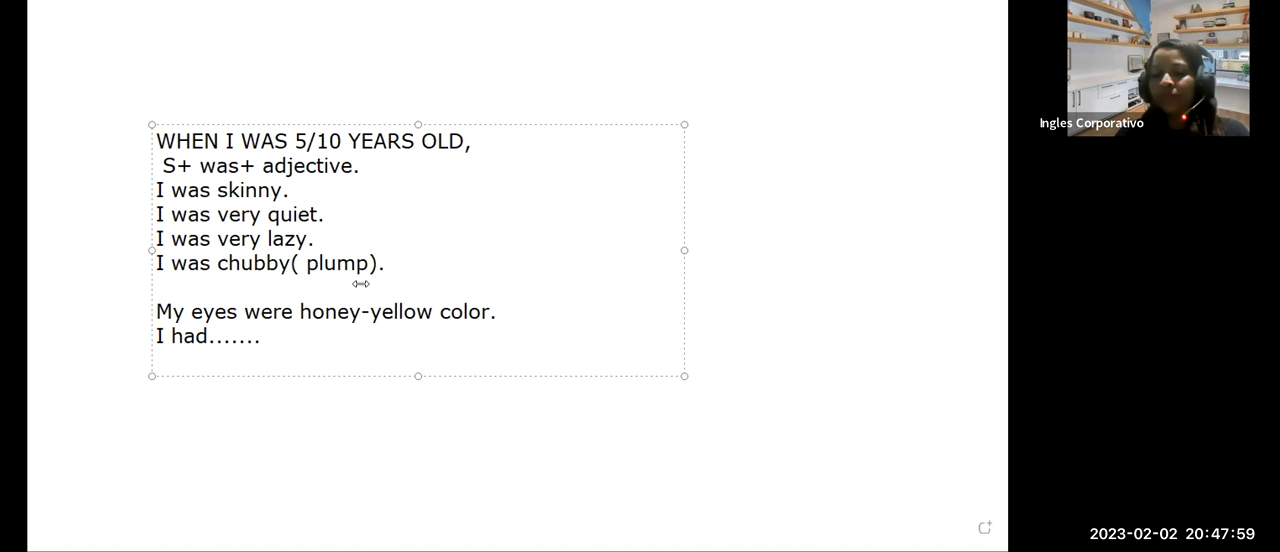 WHEN I WAS 5/10 YEARS OLD,
S+ was+ adjective.
I was skinny.
I was very quiet.
I was very lazy.
I was chubby( plump).
My eyes were honey-yellow color.
I had.......
Ingles Corporativo
2023-02-02 20:47:59